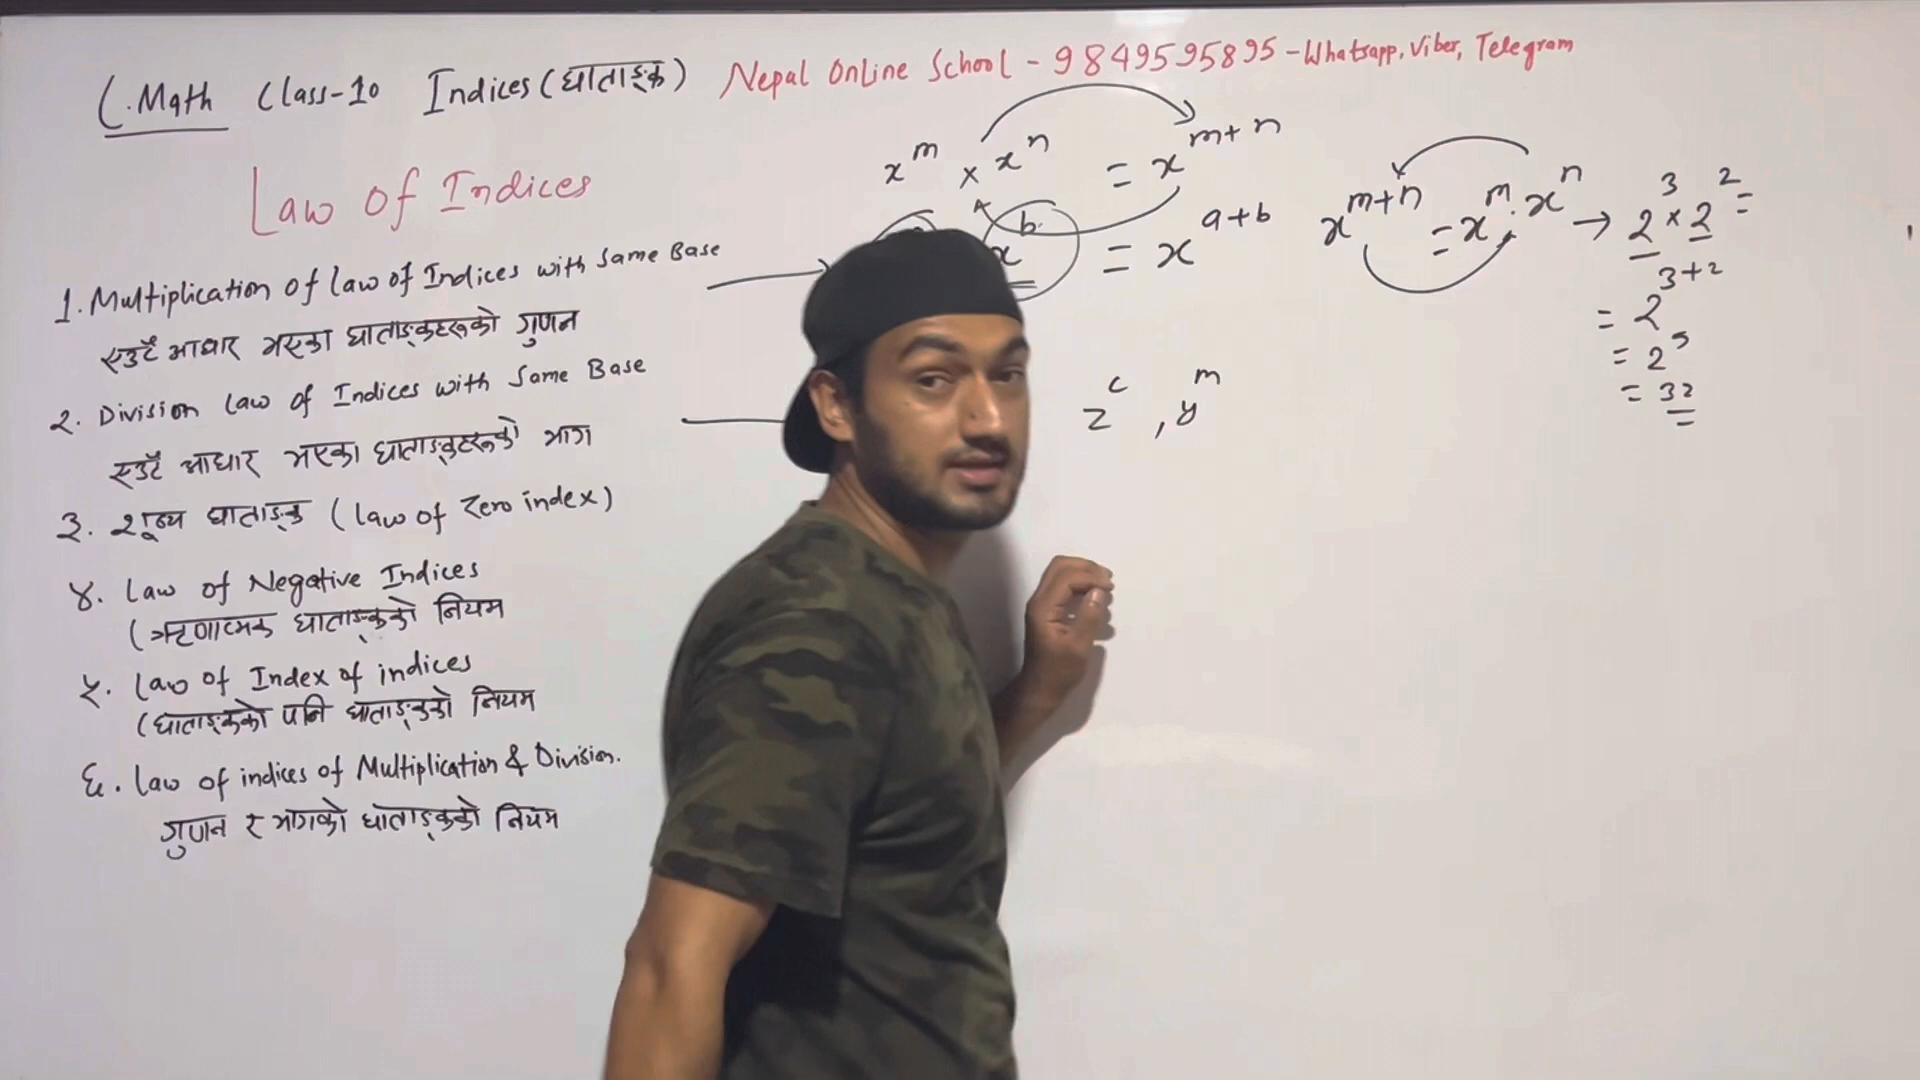 C.Math Class-10 Indices (घाताङ्क) Nepal Online School - 9849595895 - Whatsapp, Viber, Telegram
Law of Indices
1. Multiplication of law of Indices with Same Base
एउटै आधार भएका घाताङ्कहरूको गुणन
2. Division law of Indices with Same Base
एउटै आधार भएका घाताङ्कहरूको भाग
३. शून्य घाताङ्क (law of Zero index)
४. law of Negative Indices
(ऋणात्मक घाताङ्कको नियम
५. law of Index of indices
(घाताङ्कको पनि घाताङ्कको नियम
६. law of indices of Multiplication & Division.
गुणन र भागको घाताङ्कको नियम
x^m × x^n = x^{m+n}
x^b = x^{a+b}
z^c , y^m
x^{m+n} = x^m . x^n → 2^3 × 2^2 =
= 2^{3+2}
= 2^5
= 32